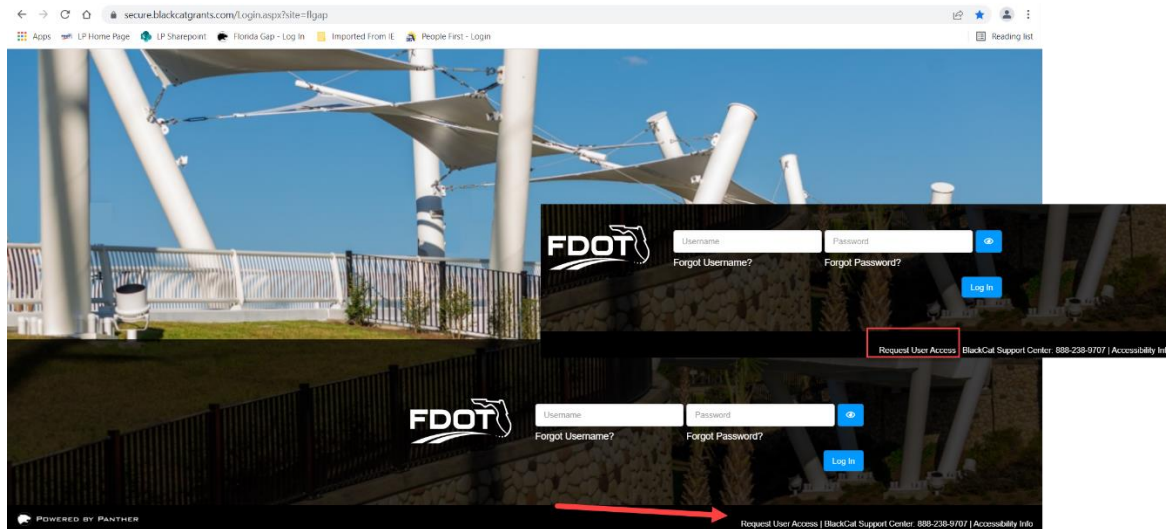 secure.blackcatgrants.com/Login.aspx?site=flgap
Apps LP Home Page LP Sharepoint Florida Gap - Log In Imported From IE People First - Login Reading list
FDOT Username Password
Forgot Username? Forgot Password?
Log In
Request User Access | BlackCat Support Center: 888-238-9707 | Accessibility Inf
FDOT Username Password
Forgot Username? Forgot Password?
Log In
POWERED BY PANTHER Request User Access | BlackCat Support Center: 888-238-9707 | Accessibility Info